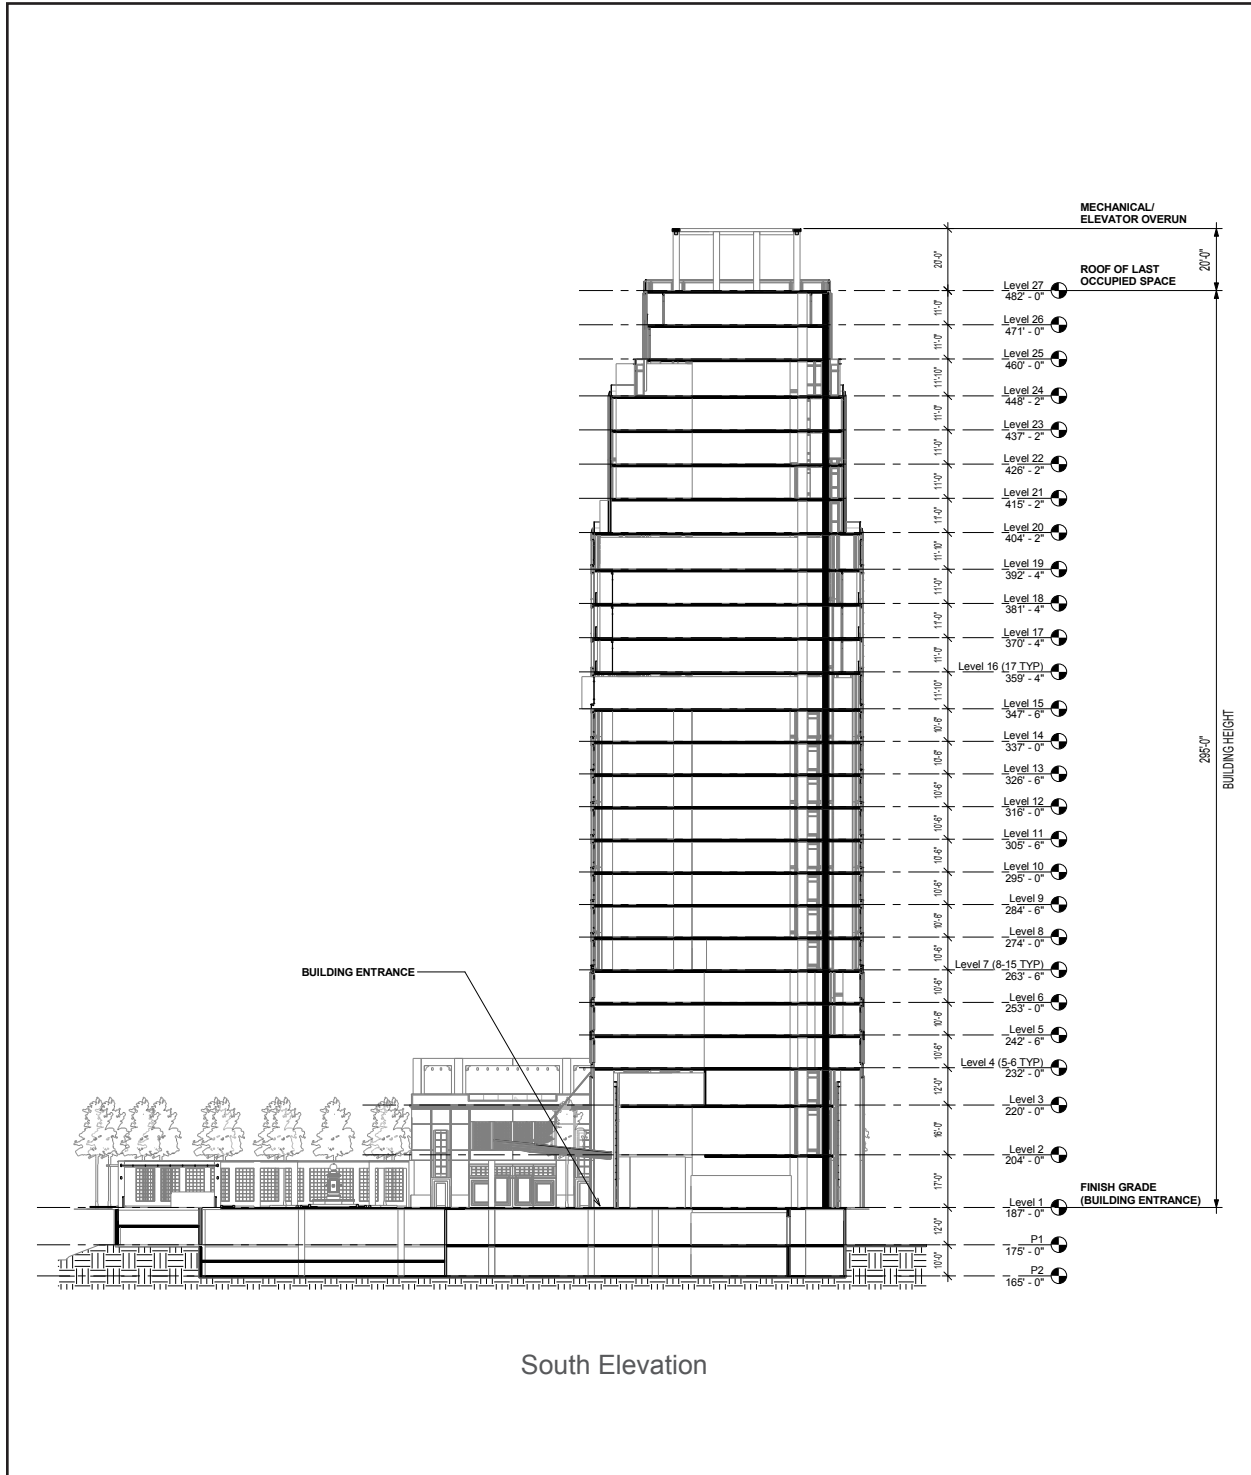 MECHANICAL/
ELEVATOR OVERUN
20'-0"
20'-0"
ROOF OF LAST
OCCUPIED SPACE
Level 27
482' - 0"
11'-0"
Level 26
471' - 0"
11'-0"
Level 25
460' - 0"
11'-10"
Level 24
448' - 2"
11'-0"
Level 23
437' - 2"
11'-0"
Level 22
426' - 2"
11'-0"
Level 21
415' - 2"
11'-0"
Level 20
404' - 2"
11'-10"
Level 19
392' - 4"
11'-0"
Level 18
381' - 4"
11'-0"
Level 17
370' - 4"
11'-0"
Level 16 (17 TYP)
359' - 4"
11'-10"
Level 15
347' - 6"
10'-6"
Level 14
337' - 0"
10'-6"
295'-0"
BUILDING HEIGHT
Level 13
326' - 6"
10'-6"
Level 12
316' - 0"
10'-6"
Level 11
305' - 6"
10'-6"
Level 10
295' - 0"
10'-6"
Level 9
284' - 6"
10'-6"
Level 8
274' - 0"
10'-6"
Level 7 (8-15 TYP)
263' - 6"
BUILDING ENTRANCE
10'-6"
Level 6
253' - 0"
10'-6"
Level 5
242' - 6"
10'-6"
Level 4 (5-6 TYP)
232' - 0"
12'-0"
Level 3
220' - 0"
16'-0"
Level 2
204' - 0"
17'-0"
FINISH GRADE
(BUILDING ENTRANCE)
Level 1
187' - 0"
12'-0"
P1
175' - 0"
10'-0"
P2
165' - 0"
South Elevation